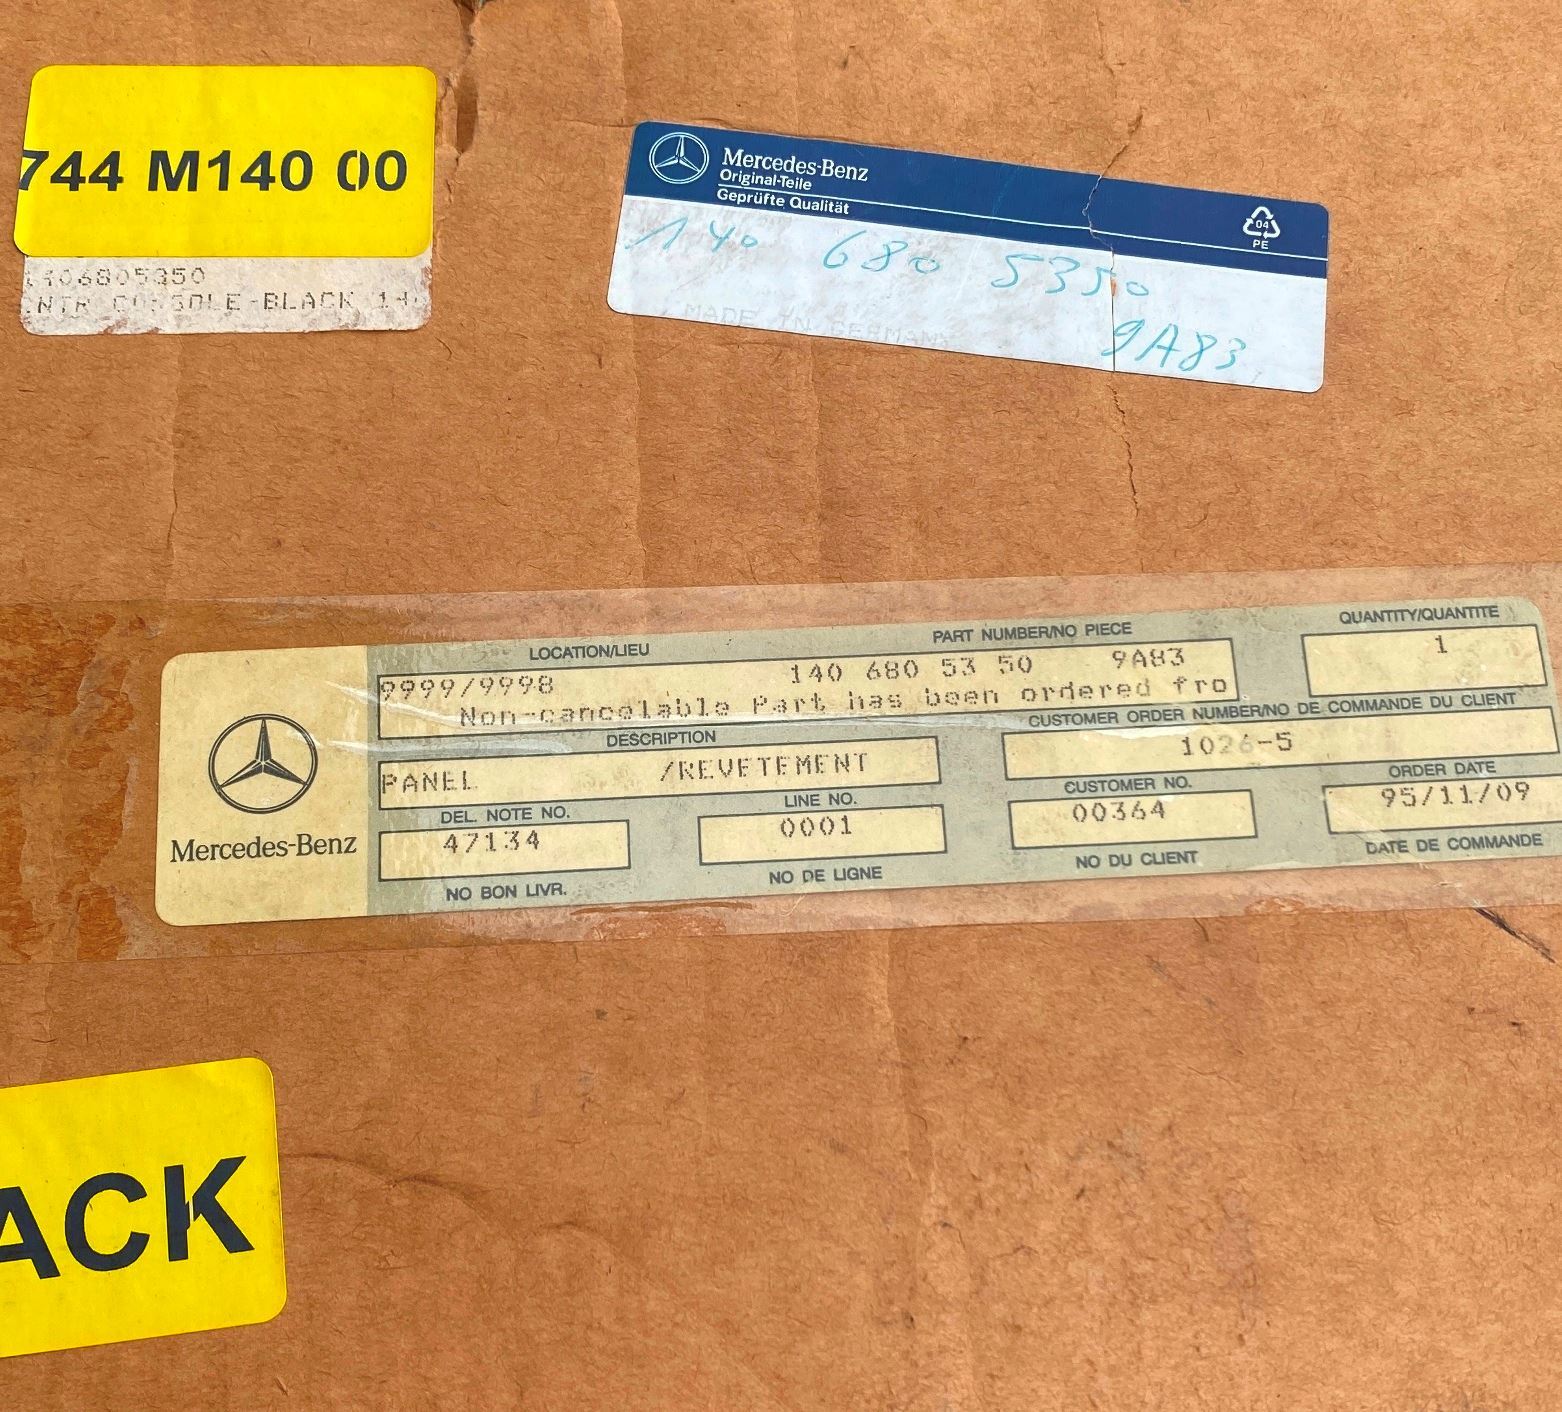 744 M140 00
1406805350
CNTR CONSOLE-BLACK 140
Mercedes-Benz
Original-Teile
Geprüfte Qualität
04
PE
140 680 5350
MADE IN GERMANY
9A83
LOCATION/LIEU PART NUMBER/NO PIECE QUANTITY/QUANTITE
9999/9998 140 680 53 50 9A83 1
Non-cancelable Part has been ordered fro
DESCRIPTION CUSTOMER ORDER NUMBER/NO DE COMMANDE DU CLIENT
PANEL /REVETEMENT 1026-5
DEL. NOTE NO. LINE NO. CUSTOMER NO. ORDER DATE
47134 0001 00364 95/11/09
NO BON LIVR. NO DE LIGNE NO DU CLIENT DATE DE COMMANDE
Mercedes-Benz
ACK